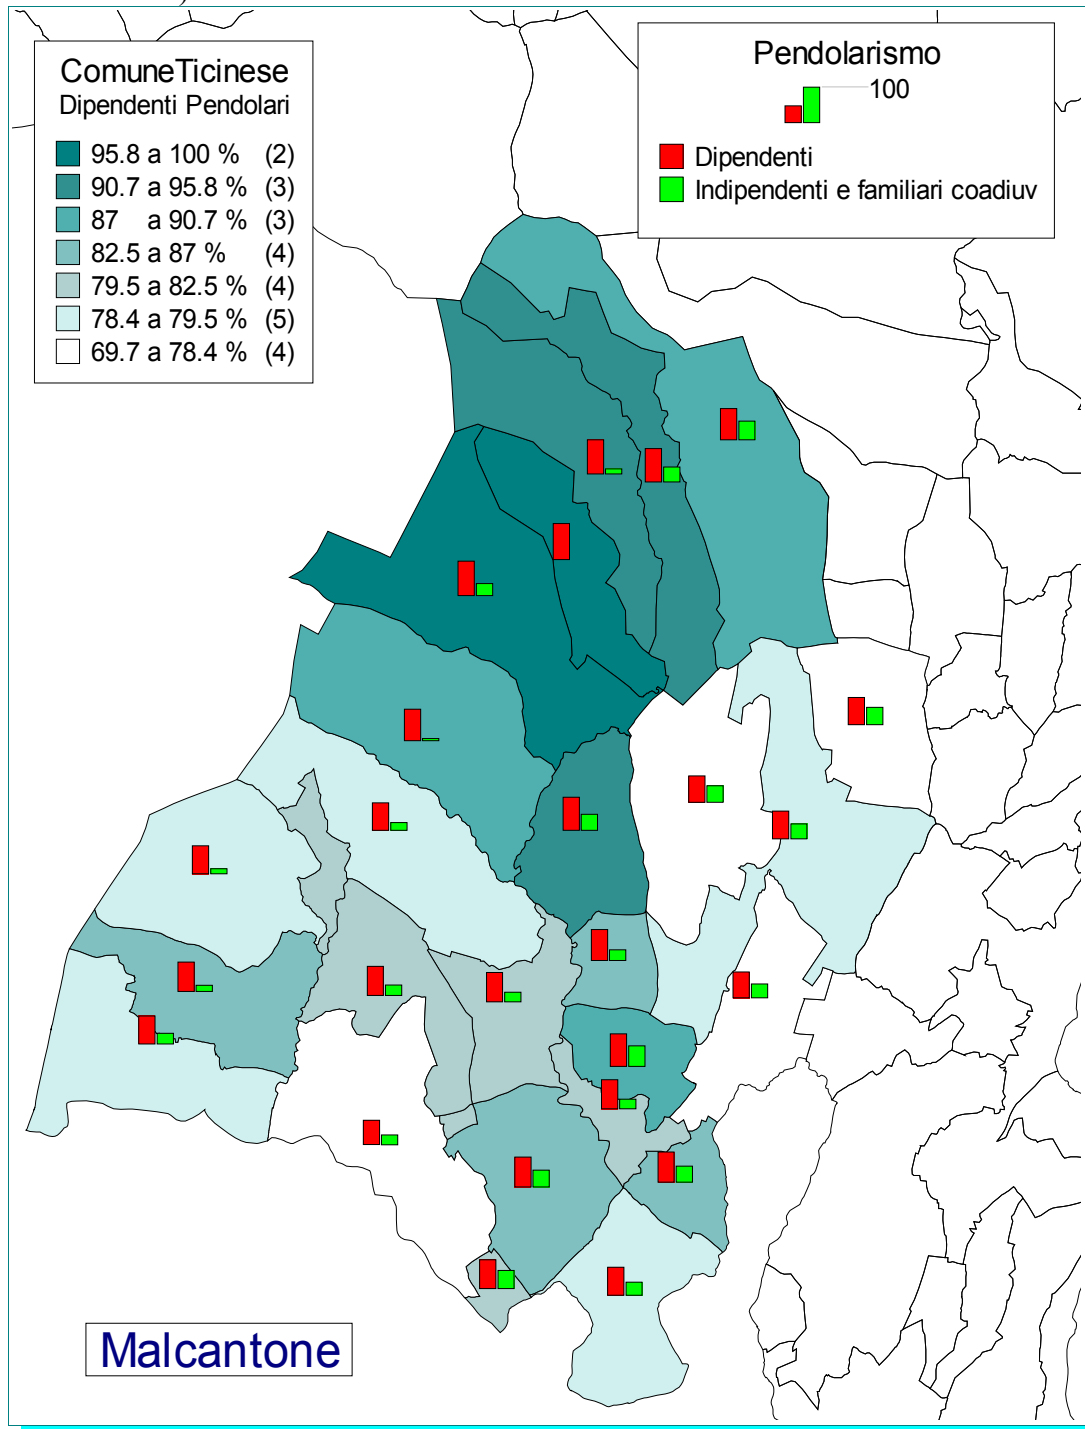 ComuneTicinese
Dipendenti Pendolari
95.8 a 100 % (2)
90.7 a 95.8 % (3)
87 a 90.7 % (3)
82.5 a 87 % (4)
79.5 a 82.5 % (4)
78.4 a 79.5 % (5)
69.7 a 78.4 % (4)
Pendolarismo
100
Dipendenti
Indipendenti e familiari coadiuv
Malcantone